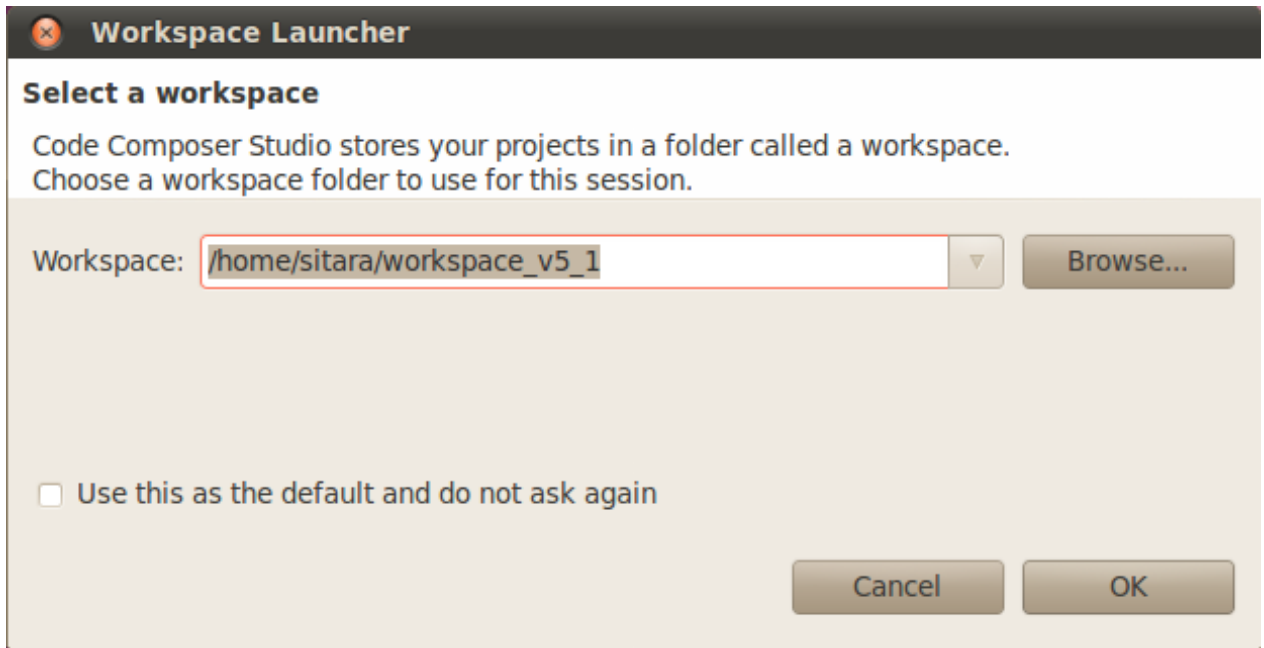 Workspace Launcher
Select a workspace
Code Composer Studio stores your projects in a folder called a workspace.
Choose a workspace folder to use for this session.
Workspace: /home/sitara/workspace_v5_1 Browse...
Use this as the default and do not ask again
Cancel OK